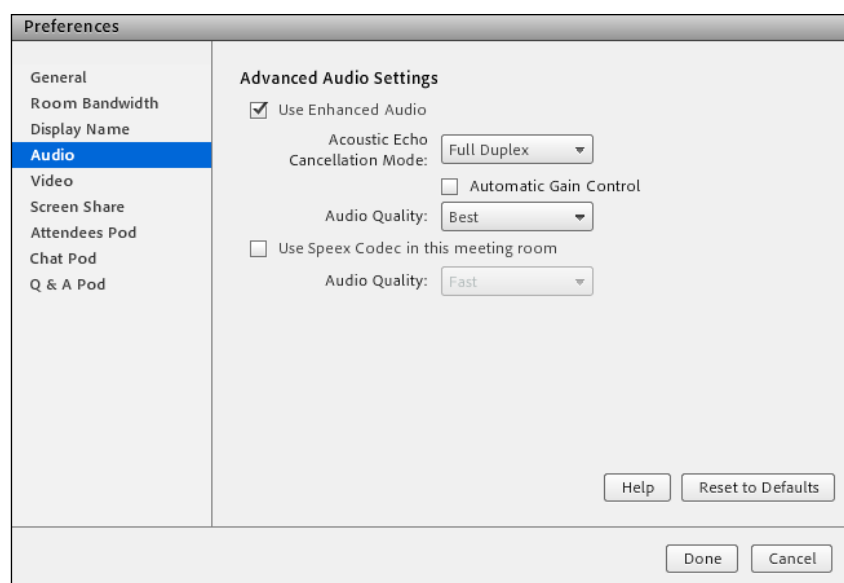 Preferences
General
Room Bandwidth
Display Name
Audio
Video
Screen Share
Attendees Pod
Chat Pod
Q & A Pod
Advanced Audio Settings
Use Enhanced Audio
Acoustic Echo
Cancellation Mode: Full Duplex
Automatic Gain Control
Audio Quality: Best
Use Speex Codec in this meeting room
Audio Quality: Fast
Help Reset to Defaults
Done Cancel